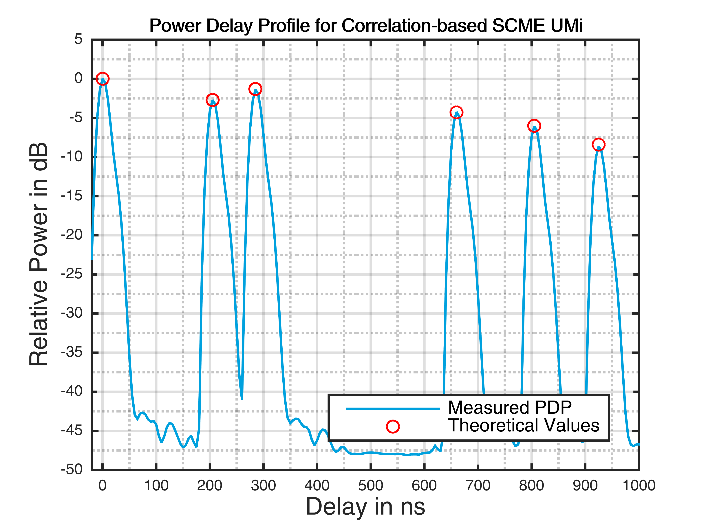 Power Delay Profile for Correlation-based SCME UMi
Relative Power in dB
5
0
-5
-10
-15
-20
-25
-30
-35
-40
-45
-50
Measured PDP
Theoretical Values
0 100 200 300 400 500 600 700 800 900 1000
Delay in ns